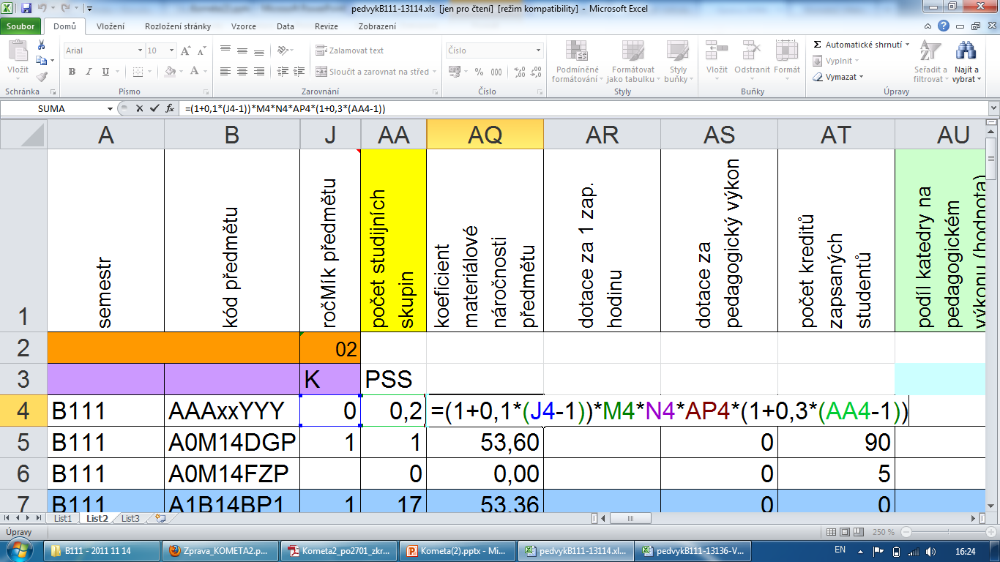 pedvykB111-13114.xls [jen pro čtení] [režim kompatibility] - Microsoft Excel
Soubor Domů Vložení Rozložení stránky Vzorce Data Revize Zobrazení
Vložit
Schránka
Arial 10
B I U
Písmo
Zalamovat text
Sloučit a zarovnat na střed
Zarovnání
Číslo
% 000
Číslo
Podmíněné formátování
Formátovat jako tabulku
Styly buňky
Styly
Vložit Odstranit Formát
Buňky
Σ Automatické shrnutí
Vyplnit
Vymazat
Seřadit a filtrovat
Najít a vybrat
Úpravy
SUMA fx =(1+0,1*(J4-1))*M4*N4*AP4*(1+0,3*(AA4-1))
A B J AA AQ AR AS AT AU
1
semestr
kód předmětu
ročMík předmětu
počet studijních
skupin
koeficient
materiálové
náročnosti
předmětu
dotace za 1 zap.
hodinu
dotace za
pedagogický výkon
počet kreditů
zapsaných
studentů
podíl katedry na
pedagogickém
výkonu (hodnota)
2 02
3 K PSS
4 B111 AAAxxYYY 0 0,2 =(1+0,1*(J4-1))*M4*N4*AP4*(1+0,3*(AA4-1))
5 B111 A0M14DGP 1 1 53,60 0 90
6 B111 A0M14FZP 0 0,00 0 5
7 B111 A1B14BP1 1 17 53,36 0 0
List1 List2 List3
Úpravy 250 %
B111 - 2011 11 14 Zprava_KOMETA2.p... Kometa2_po2701_zkr... Kometa(2).pptx - Mi... pedvykB111-13114.xl... pedvykB111-13136-V... EN 16:24